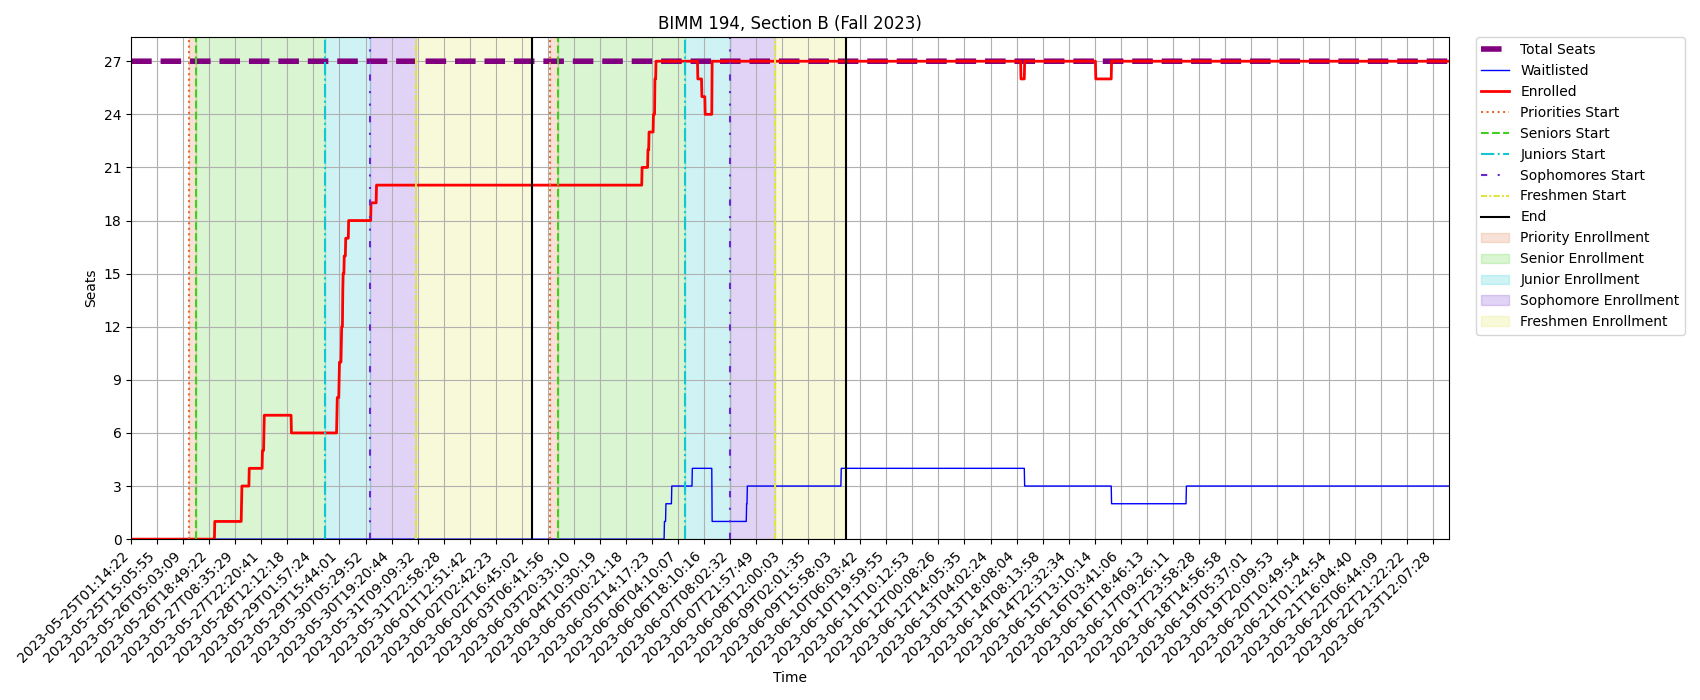 BIMM 194, Section B (Fall 2023)
Seats
27
24
21
18
15
12
9
6
3
0
2023-05-25T01:14:22
2023-05-25T15:05:55
2023-05-26T05:03:09
2023-05-26T18:49:22
2023-05-27T08:35:29
2023-05-27T22:20:41
2023-05-28T12:12:18
2023-05-29T01:57:24
2023-05-29T15:44:01
2023-05-30T05:29:52
2023-05-30T19:20:44
2023-05-31T09:09:32
2023-05-31T22:58:28
2023-06-01T12:51:42
2023-06-02T02:42:23
2023-06-02T16:45:02
2023-06-03T06:41:56
2023-06-03T20:33:10
2023-06-04T10:30:19
2023-06-05T00:21:18
2023-06-05T14:17:23
2023-06-06T04:10:07
2023-06-06T18:10:16
2023-06-07T08:02:32
2023-06-07T21:57:49
2023-06-08T12:00:03
2023-06-09T02:01:35
2023-06-09T15:58:03
2023-06-10T06:03:42
2023-06-10T19:59:55
2023-06-11T10:12:53
2023-06-12T00:08:26
2023-06-12T14:05:35
2023-06-13T04:02:24
2023-06-13T18:08:04
2023-06-14T08:13:58
2023-06-14T22:32:34
2023-06-15T13:10:14
2023-06-16T03:41:06
2023-06-16T18:46:13
2023-06-17T09:26:11
2023-06-17T23:58:28
2023-06-18T14:56:58
2023-06-19T05:37:01
2023-06-19T20:09:53
2023-06-20T10:49:54
2023-06-21T01:24:54
2023-06-21T16:04:40
2023-06-22T06:44:09
2023-06-22T21:22:22
2023-06-23T12:07:28
Time
Total Seats
Waitlisted
Enrolled
Priorities Start
Seniors Start
Juniors Start
Sophomores Start
Freshmen Start
End
Priority Enrollment
Senior Enrollment
Junior Enrollment
Sophomore Enrollment
Freshmen Enrollment